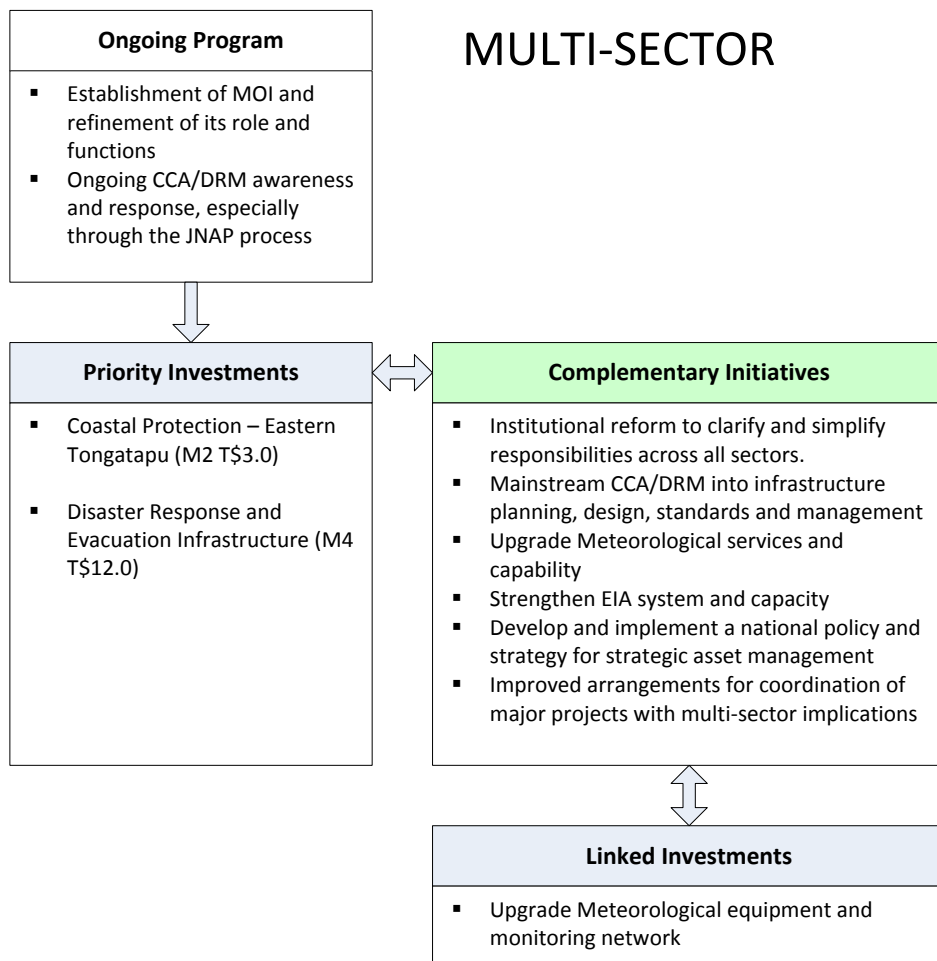 MULTI-SECTOR
Ongoing Program
▪ Establishment of MOI and
refinement of its role and
functions
▪ Ongoing CCA/DRM awareness
and response, especially
through the JNAP process
Priority Investments
▪ Coastal Protection – Eastern
Tongatapu (M2 T$3.0)
▪ Disaster Response and
Evacuation Infrastructure (M4
T$12.0)
Complementary Initiatives
▪ Institutional reform to clarify and simplify
responsibilities across all sectors.
▪ Mainstream CCA/DRM into infrastructure
planning, design, standards and management
▪ Upgrade Meteorological services and
capability
▪ Strengthen EIA system and capacity
▪ Develop and implement a national policy and
strategy for strategic asset management
▪ Improved arrangements for coordination of
major projects with multi-sector implications
Linked Investments
▪ Upgrade Meteorological equipment and
monitoring network